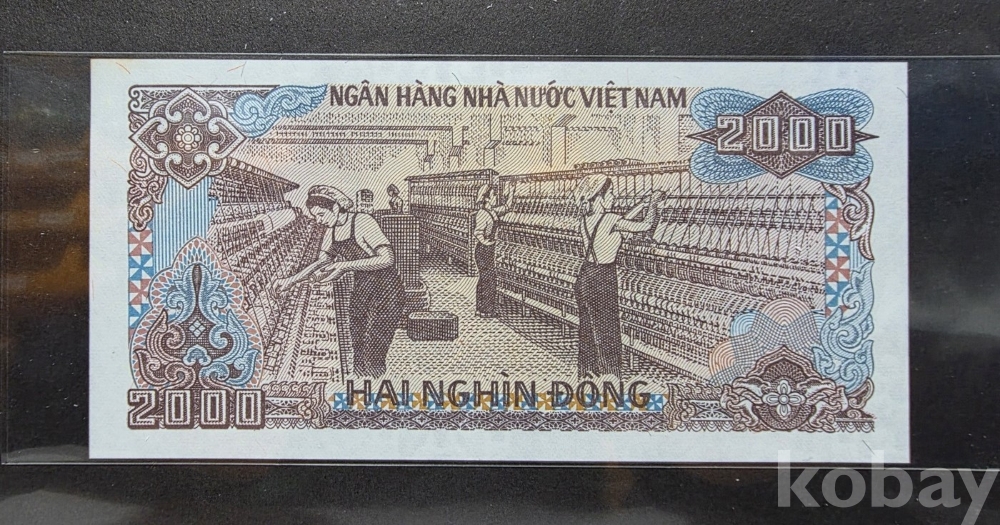 NGÂN HÀNG NHÀ NƯỚC VIỆT NAM
2000
HAI NGHÌN ĐỒNG
2000
kobay